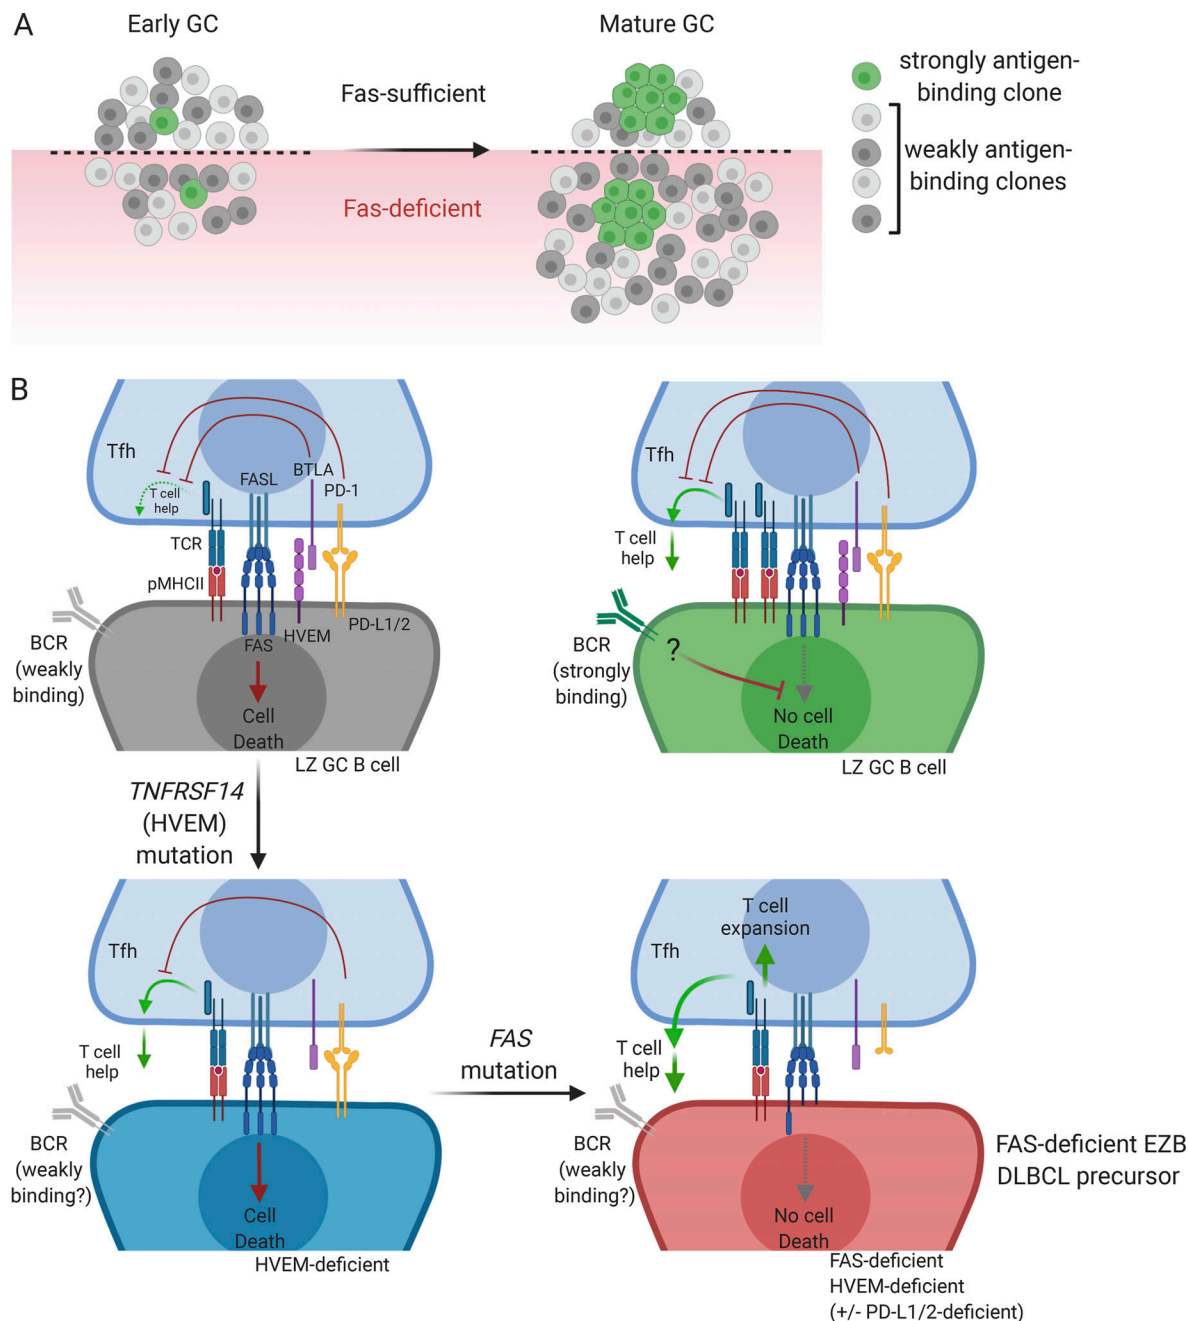 A
Early GC
Mature GC
Fas-sufficient
Fas-deficient
strongly antigen-
binding clone
weakly antigen-
binding clones
B
Tfh
T cell
help
FASL
BTLA
PD-1
TCR
pMHCII
BCR
(weakly
binding)
FAS
HVEM
PD-L1/2
Cell
Death
LZ GC B cell
Tfh
T cell
help
BCR
(strongly
binding)
?
No cell
Death
LZ GC B cell
TNFRSF14
(HVEM)
mutation
Tfh
T cell
help
BCR
(weakly
binding?)
Cell
Death
HVEM-deficient
FAS
mutation
T cell
expansion
Tfh
T cell
help
BCR
(weakly
binding?)
No cell
Death
FAS-deficient EZB
DLBCL precursor
FAS-deficient
HVEM-deficient
(+/- PD-L1/2-deficient)